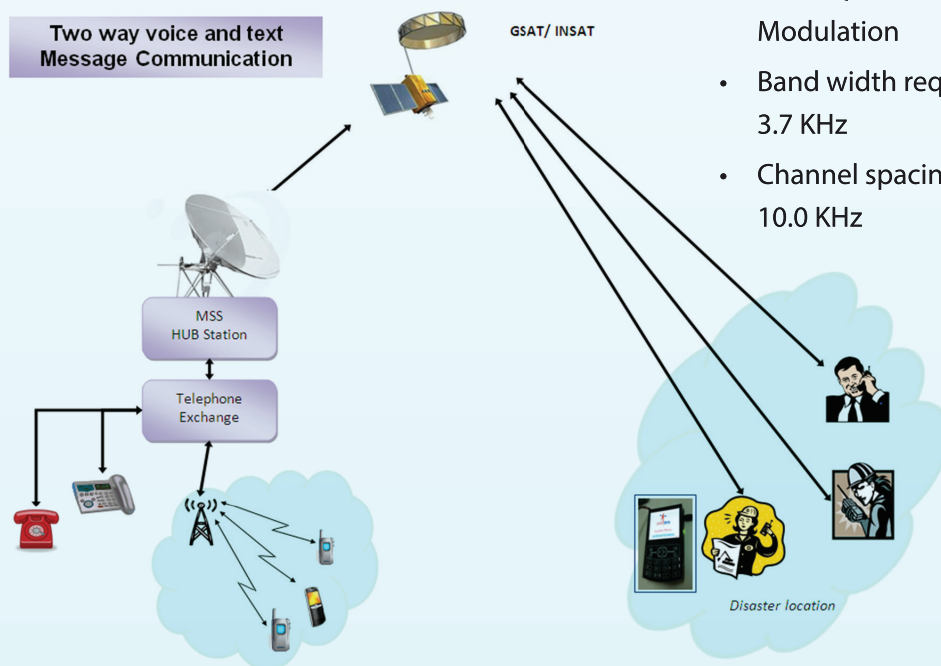 Two way voice and text
Message Communication
GSAT/ INSAT
Modulation
• Band width req
3.7 KHz
• Channel spacin
10.0 KHz
MSS
HUB Station
Telephone
Exchange
Disaster location